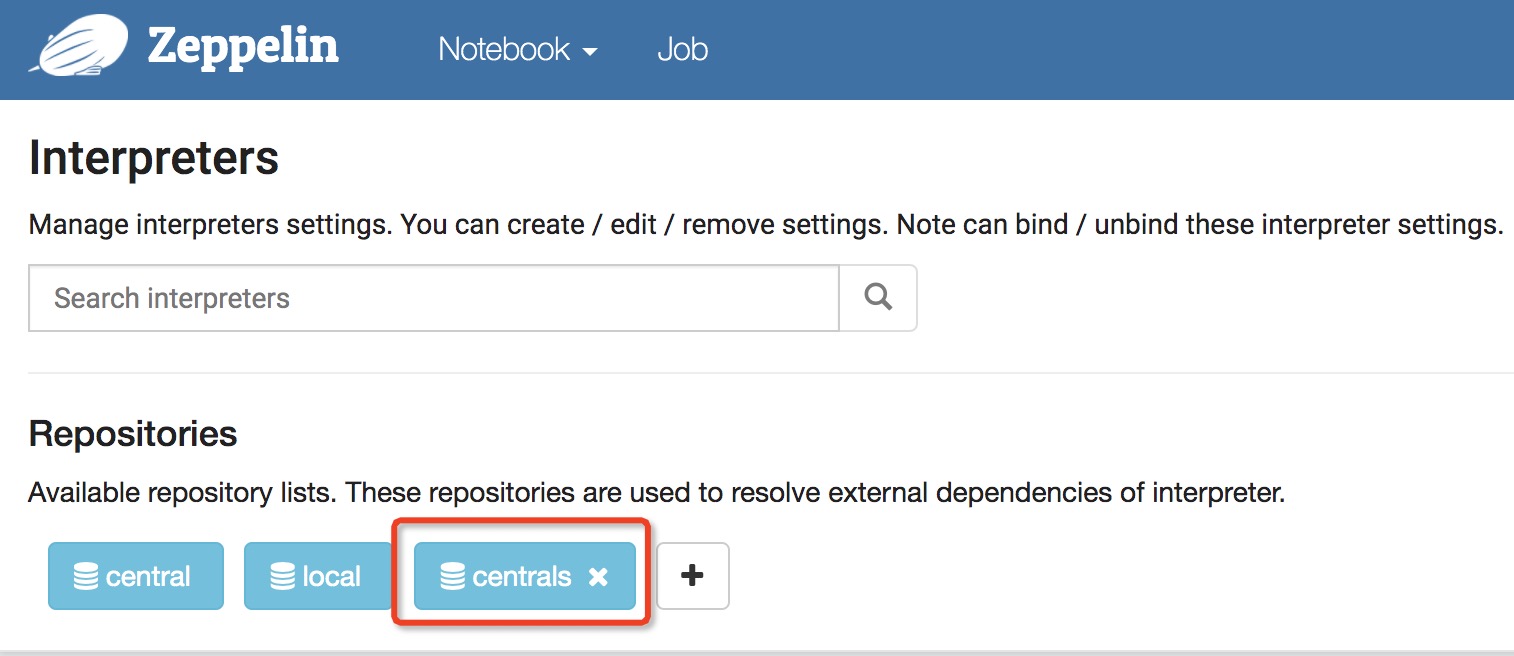 Zeppelin Notebook Job
Interpreters
Manage interpreters settings. You can create / edit / remove settings. Note can bind / unbind these interpreter settings.
Search interpreters
Repositories
Available repository lists. These repositories are used to resolve external dependencies of interpreter.
central local centrals